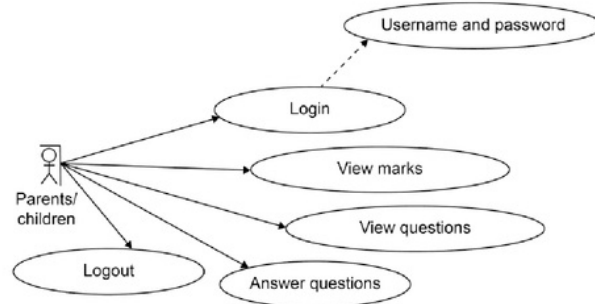 Username and password
Login
View marks
Parents/
children
View questions
Logout
Answer questions